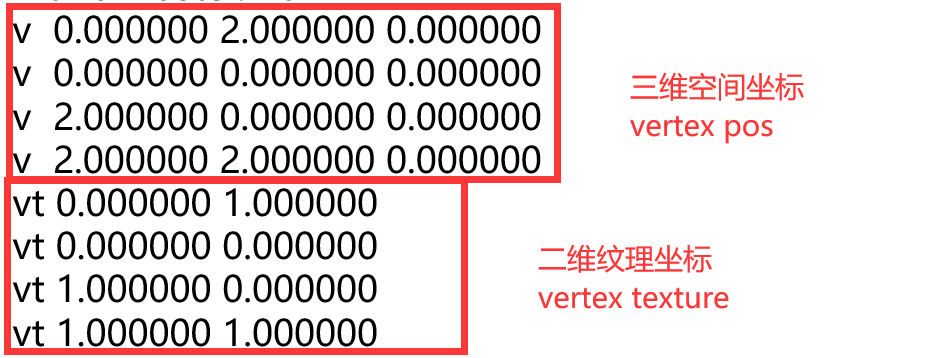 v 0.000000 2.000000 0.000000
v 0.000000 0.000000 0.000000
v 2.000000 0.000000 0.000000
v 2.000000 2.000000 0.000000
三维空间坐标
vertex pos
vt 0.000000 1.000000
vt 0.000000 0.000000
vt 1.000000 0.000000
vt 1.000000 1.000000
二维纹理坐标
vertex texture